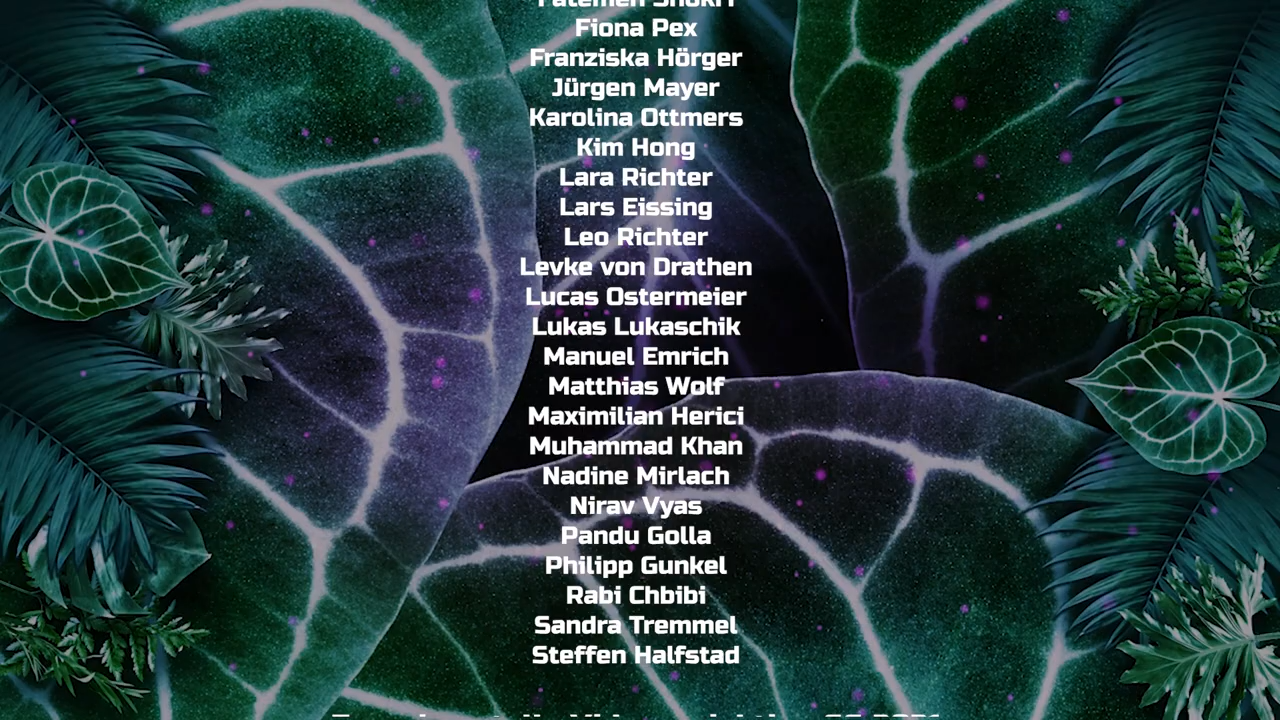 Fiona Pex
Franziska Hörger
Jürgen Mayer
Karolina Ottmers
Kim Hong
Lara Richter
Lars Eissing
Leo Richter
Levke von Drathen
Lucas Ostermeier
Lukas Lukaschik
Manuel Emrich
Matthias Wolf
Maximilian Herici
Muhammad Khan
Nadine Mirlach
Nirav Vyas
Pandu Golla
Philipp Gunkel
Rabi Chbibi
Sandra Tremmel
Steffen Halfstad